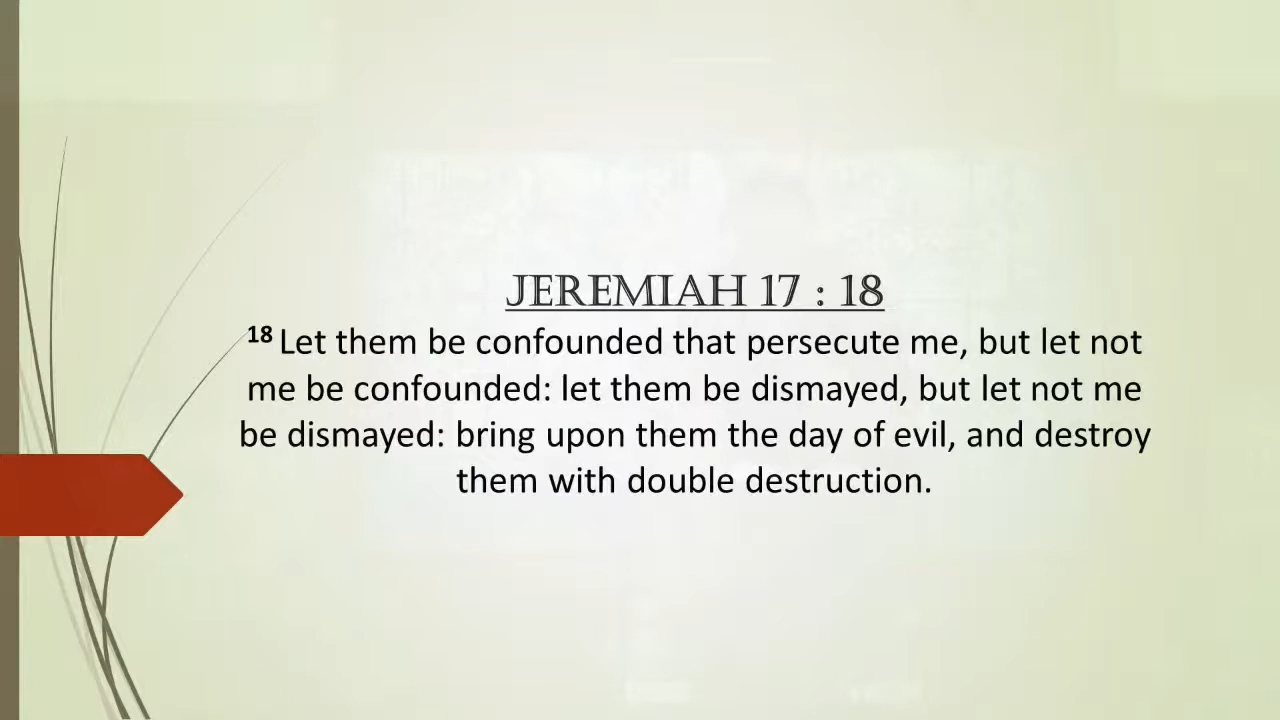 JEREMIAH 17 : 18
18 Let them be confounded that persecute me, but let not
me be confounded: let them be dismayed, but let not me
be dismayed: bring upon them the day of evil, and destroy
them with double destruction.